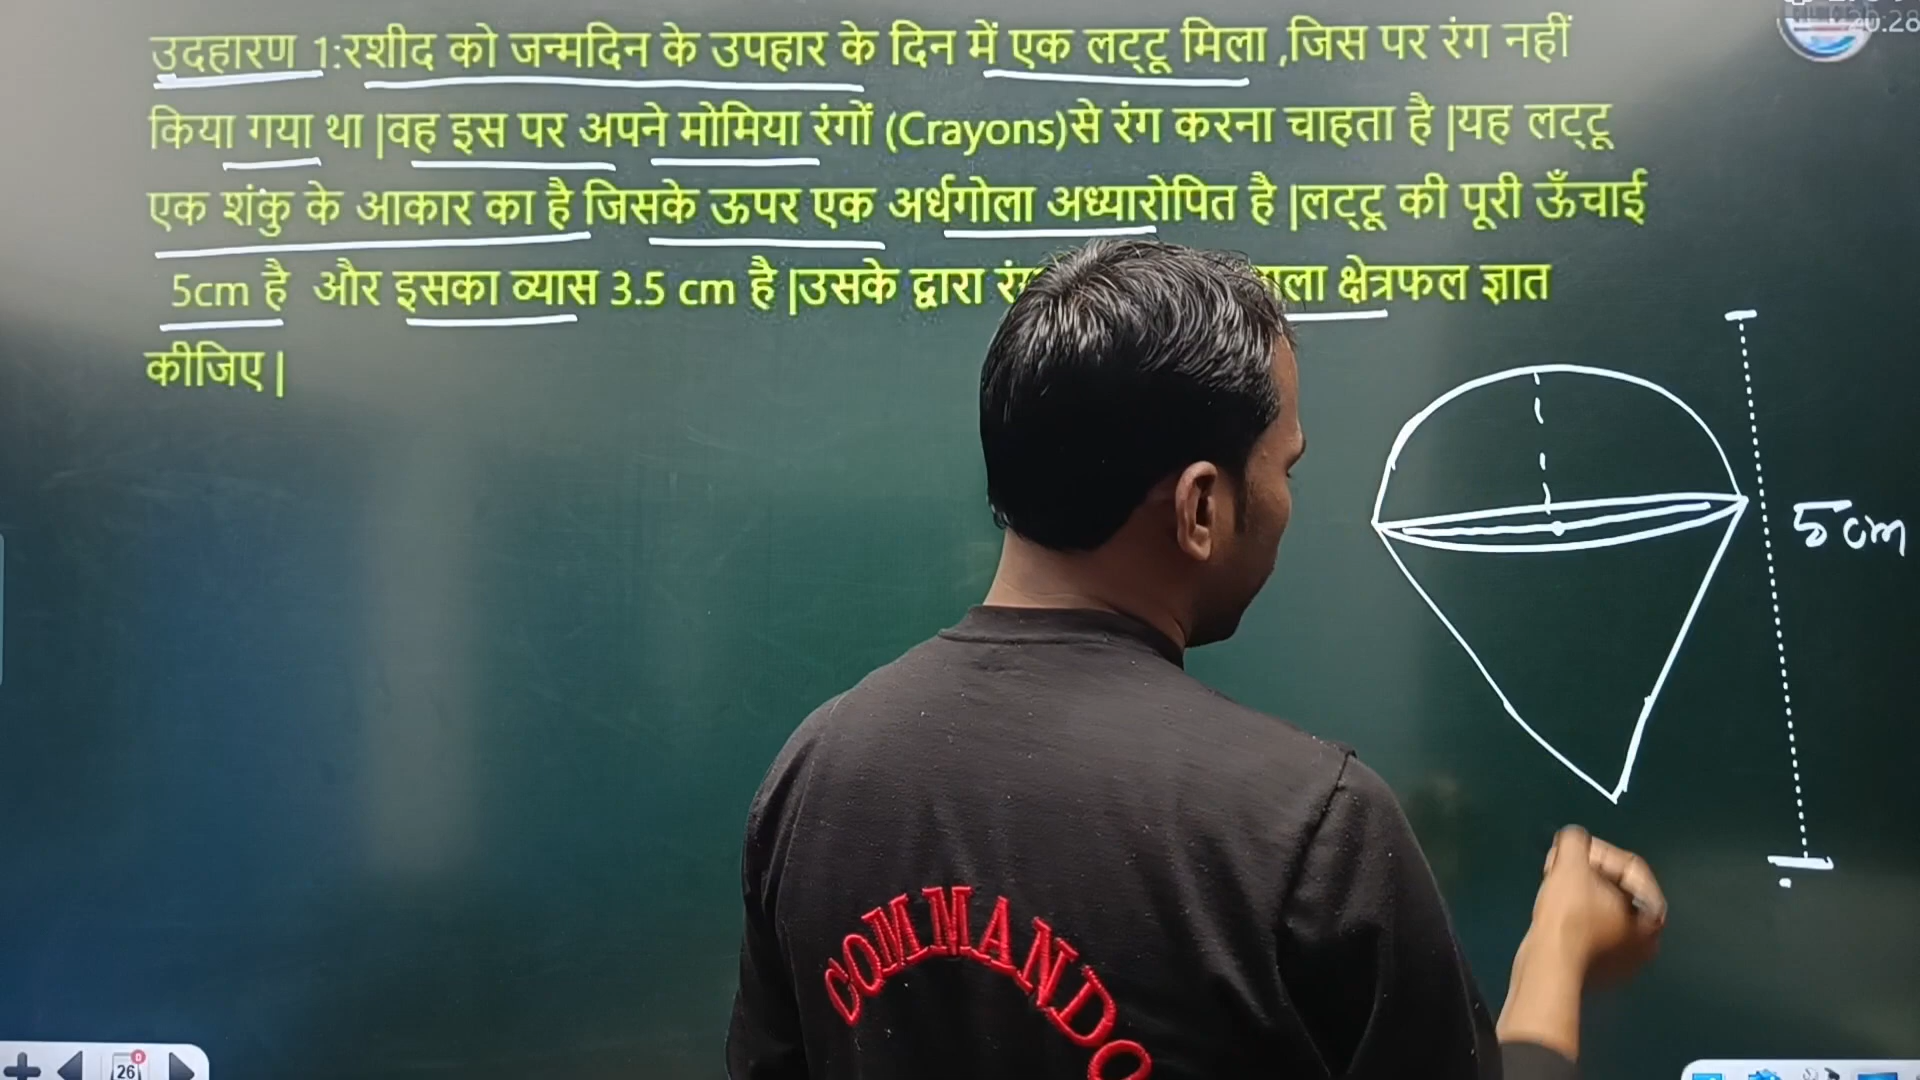 उदहारण 1:रशीद को जन्मदिन के उपहार के दिन में एक लट्टू मिला ,जिस पर रंग नहीं
किया गया था |वह इस पर अपने मोमिया रंगों (Crayons)से रंग करना चाहता है |यह लट्टू
एक शंकु के आकार का है जिसके ऊपर एक अर्धगोला अध्यारोपित है |लट्टू की पूरी ऊँचाई
5cm है और इसका व्यास 3.5 cm है |उसके द्वारा क्षेत्रफल ज्ञात
कीजिए |
5cm
COMMANDO
26